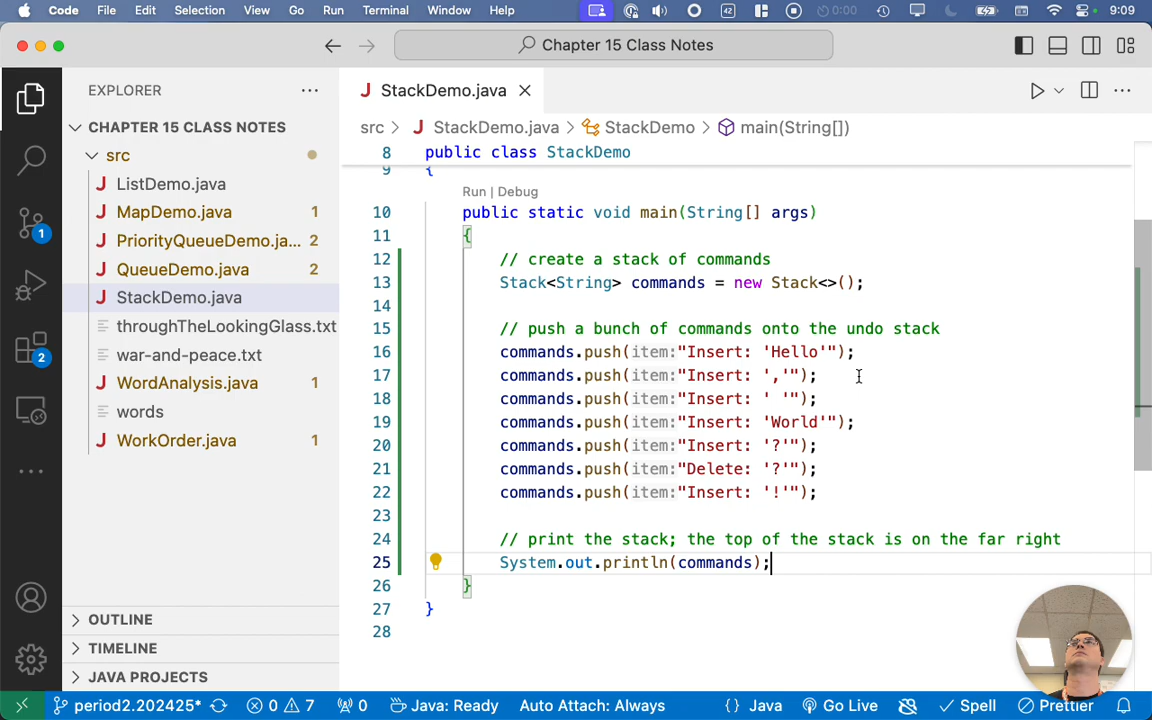 Code File Edit Selection View Go Run Terminal Window Help 42 0:00 9:09
Chapter 15 Class Notes
EXPLORER
J StackDemo.java
CHAPTER 15 CLASS NOTES
src > J StackDemo.java > StackDemo > main(String[])
src
8 public class StackDemo
9 {
J ListDemo.java
Run | Debug
J MapDemo.java 1
10 public static void main(String[] args)
J PriorityQueueDemo.ja... 2
11 {
J QueueDemo.java 2
12 // create a stack of commands
J StackDemo.java
13 Stack<String> commands = new Stack<>();
throughTheLookingGlass.txt
14
war-and-peace.txt
15 // push a bunch of commands onto the undo stack
J WordAnalysis.java 1
16 commands.push(item:"Insert: 'Hello'");
words
17 commands.push(item:"Insert: ','");
J WorkOrder.java 1
18 commands.push(item:"Insert: ' '");
19 commands.push(item:"Insert: 'World'");
20 commands.push(item:"Insert: '?'");
21 commands.push(item:"Delete: '?'");
22 commands.push(item:"Insert: '!'");
23
24 // print the stack; the top of the stack is on the far right
25 System.out.println(commands);
26 }
27 }
28
1
2
OUTLINE
TIMELINE
JAVA PROJECTS
period2.202425* 0 7 0 Java: Ready Auto Attach: Always {} Java Go Live Spell Prettier